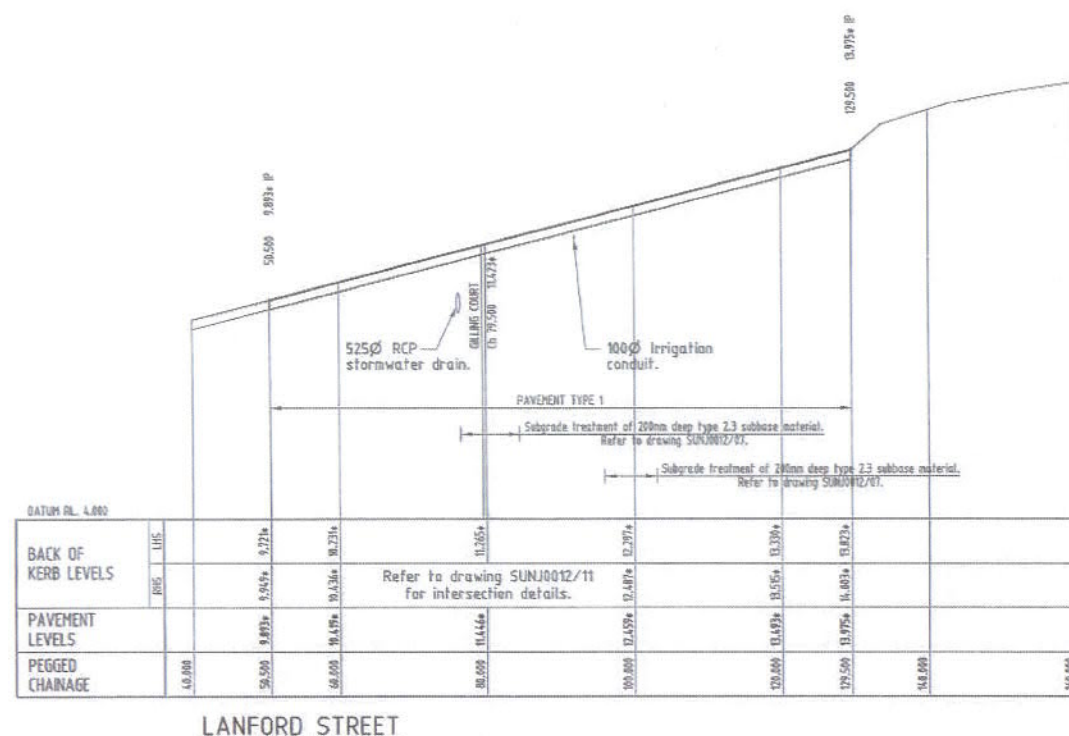 129.500 13.975* IP
50.500 9.893* IP
GILLING COURT
Ch 79.500 11.423*
525Ø RCP
stormwater drain.
100Ø Irrigation
conduit.
PAVEMENT TYPE 1
Subgrade treatment of 200mm deep type 2.3 subbase material.
Refer to drawing SUNJ0012/07.
Subgrade treatment of 200mm deep type 2.3 subbase material.
Refer to drawing SUNJ0012/07.
DATUM RL. 4.000
BACK OF
KERB LEVELS
LHS
9.721* 10.231* 11.265* 12.297* 13.330* 13.823*
RHS
9.949* 10.436* 12.487* 13.515* 14.003*
Refer to drawing SUNJ0012/11
for intersection details.
PAVEMENT
LEVELS
9.893* 10.419* 11.446* 12.459* 13.493* 13.975*
PEGGED
CHAINAGE
40.000 50.500 60.000 80.000 100.000 120.000 129.500 140.000
LANFORD STREET